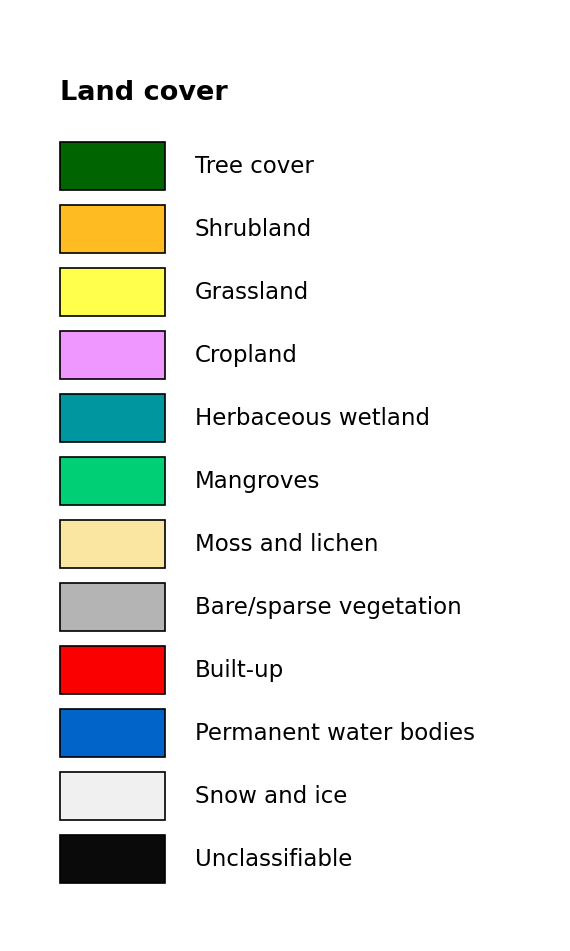 Land cover
Tree cover
Shrubland
Grassland
Cropland
Herbaceous wetland
Mangroves
Moss and lichen
Bare/sparse vegetation
Built-up
Permanent water bodies
Snow and ice
Unclassifiable